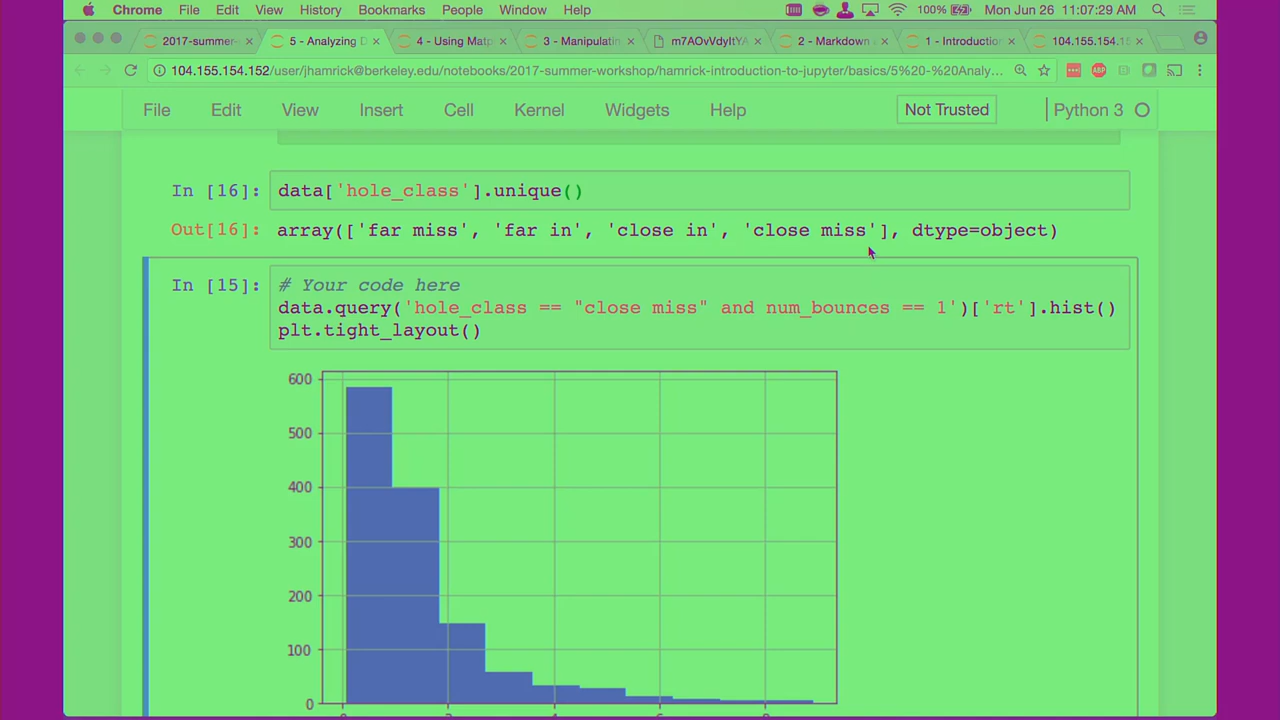 Chrome File Edit View History Bookmarks People Window Help 100% Mon Jun 26 11:07:29 AM
2017-summer- 5 - Analyzing D 4 - Using Matp 3 - Manipulating m7AOvVdyltYA 2 - Markdown 1 - Introduction 104.155.154.15
104.155.154.152/user/jhamrick@berkeley.edu/notebooks/2017-summer-workshop/hamrick-introduction-to-jupyter/basics/5%20-%20Analy...
File Edit View Insert Cell Kernel Widgets Help Not Trusted Python 3
In [16]: data['hole_class'].unique()
Out[16]: array(['far miss', 'far in', 'close in', 'close miss'], dtype=object)
In [15]: # Your code here
data.query('hole_class == "close miss" and num_bounces == 1')['rt'].hist()
plt.tight_layout()
600
500
400
300
200
100
0